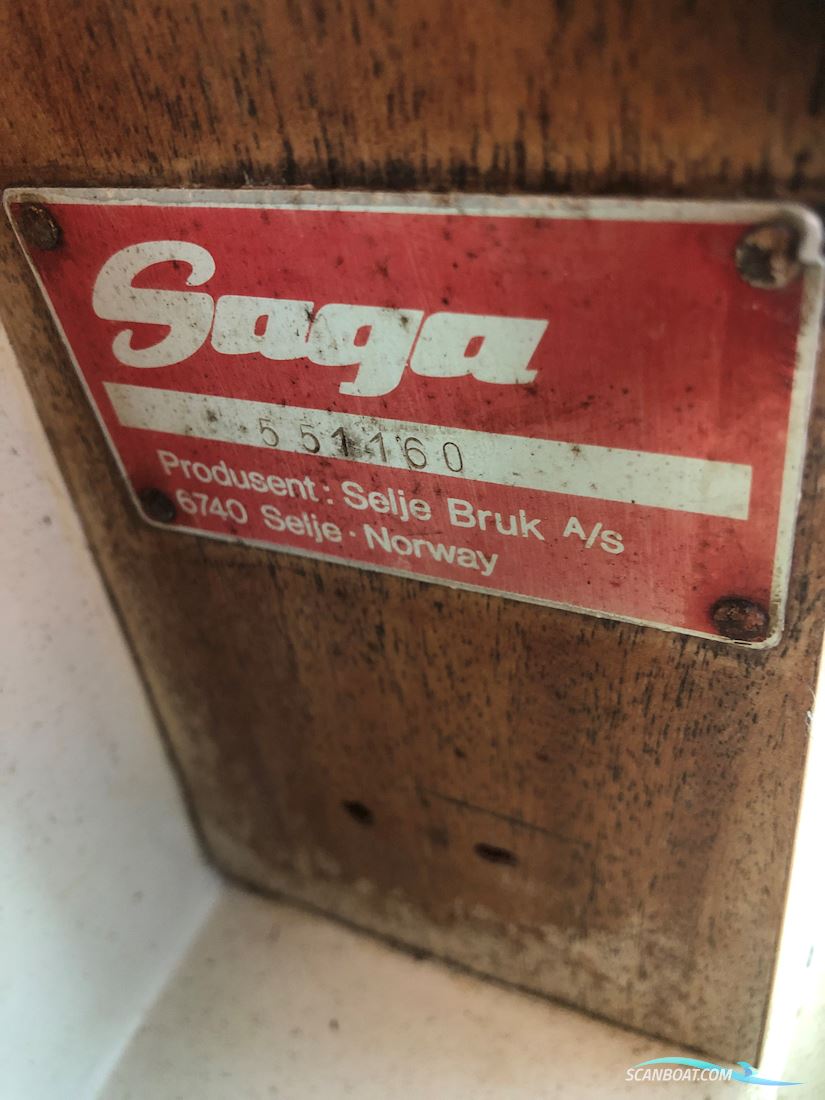 Saga
551160
Produsent: Selje Bruk A/s
6740 Selje · Norway
SCANBOAT.COM